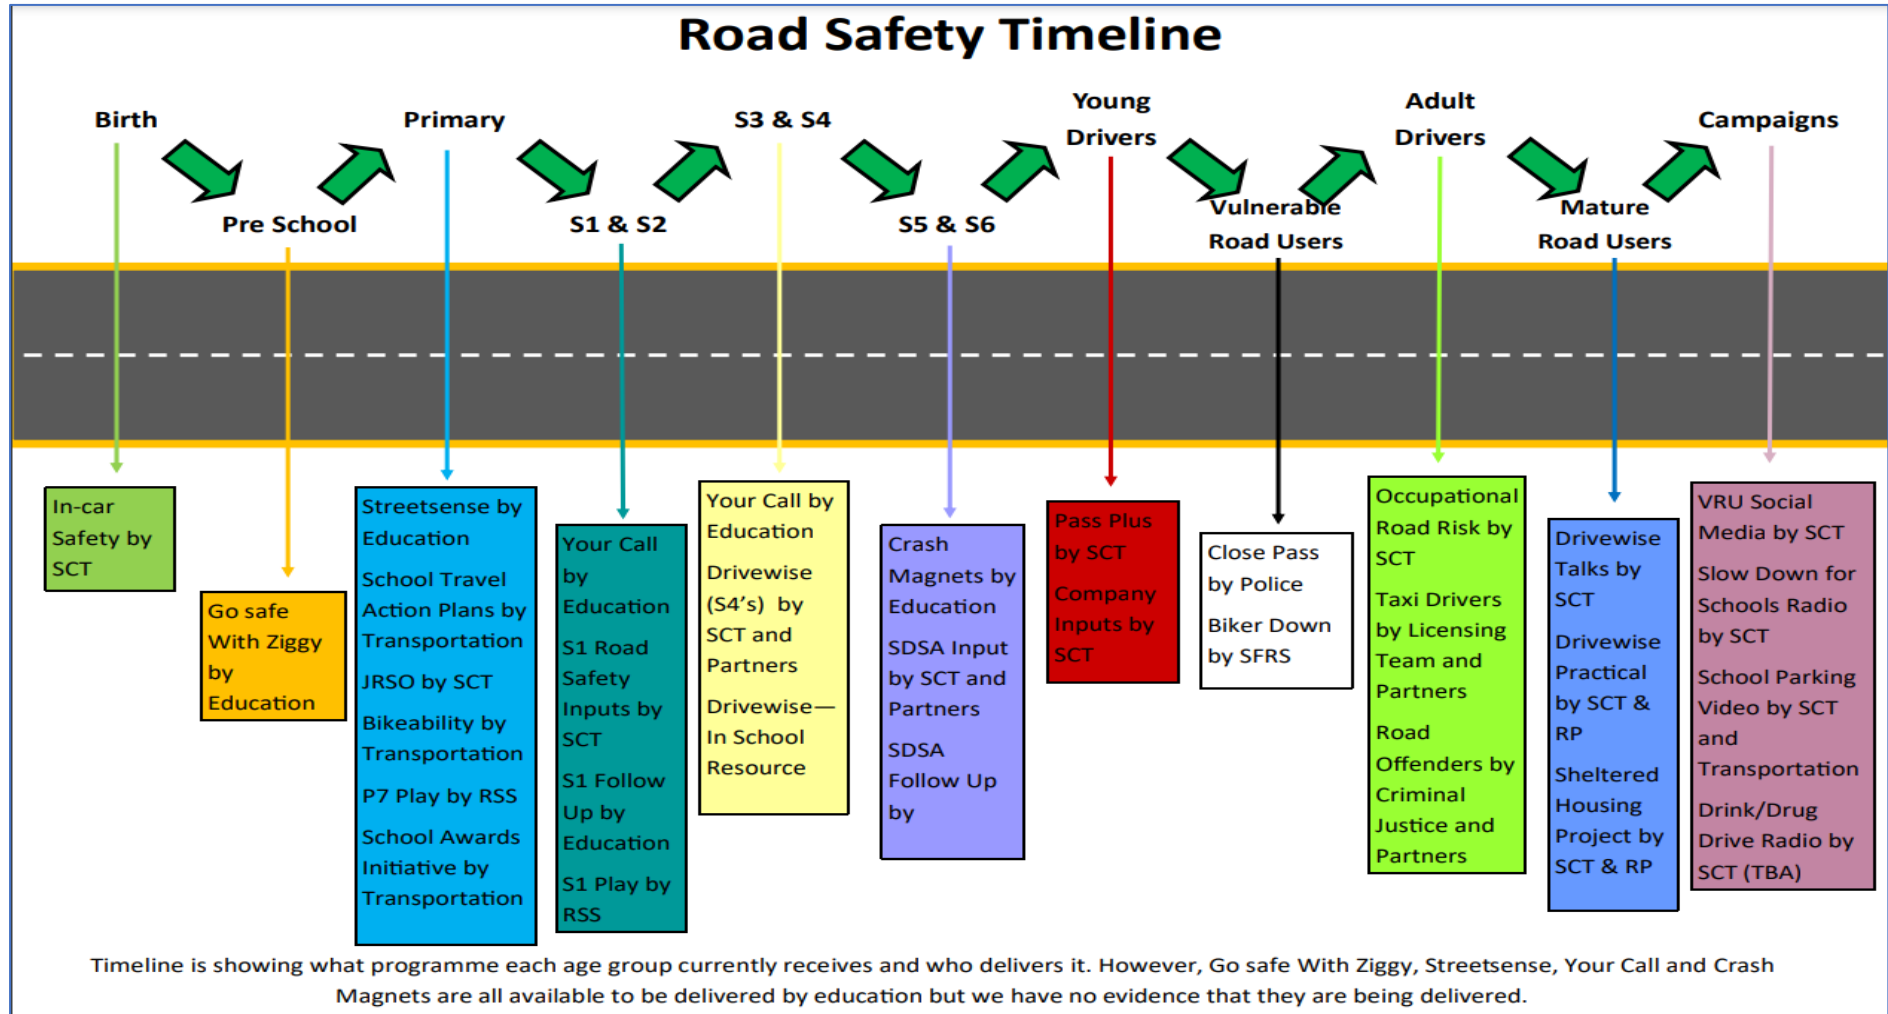 Road Safety Timeline
Birth
Pre School
Primary
S1 & S2
S3 & S4
S5 & S6
Young
Drivers
Vulnerable
Road Users
Adult
Drivers
Mature
Road Users
Campaigns
In-car
Safety by
SCT
Go safe
With Ziggy
by
Education
Streetsense by
Education
School Travel
Action Plans by
Transportation
JRSO by SCT
Bikeability by
Transportation
P7 Play by RSS
School Awards
Initiative by
Transportation
Your Call
by
Education
S1 Road
Safety
Inputs by
SCT
S1 Follow
Up by
Education
S1 Play by
RSS
Your Call by
Education
Drivewise
(S4’s) by
SCT and
Partners
Drivewise—
In School
Resource
Crash
Magnets by
Education
SDSA Input
by SCT and
Partners
SDSA
Follow Up
by
Pass Plus
by SCT
Company
Inputs by
SCT
Close Pass
by Police
Biker Down
by SFRS
Occupational
Road Risk by
SCT
Taxi Drivers
by Licensing
Team and
Partners
Road
Offenders by
Criminal
Justice and
Partners
Drivewise
Talks by
SCT
Drivewise
Practical
by SCT &
RP
Sheltered
Housing
Project by
SCT & RP
VRU Social
Media by SCT
Slow Down for
Schools Radio
by SCT
School Parking
Video by SCT
and
Transportation
Drink/Drug
Drive Radio by
SCT (TBA)
Timeline is showing what programme each age group currently receives and who delivers it. However, Go safe With Ziggy, Streetsense, Your Call and Crash
Magnets are all available to be delivered by education but we have no evidence that they are being delivered.